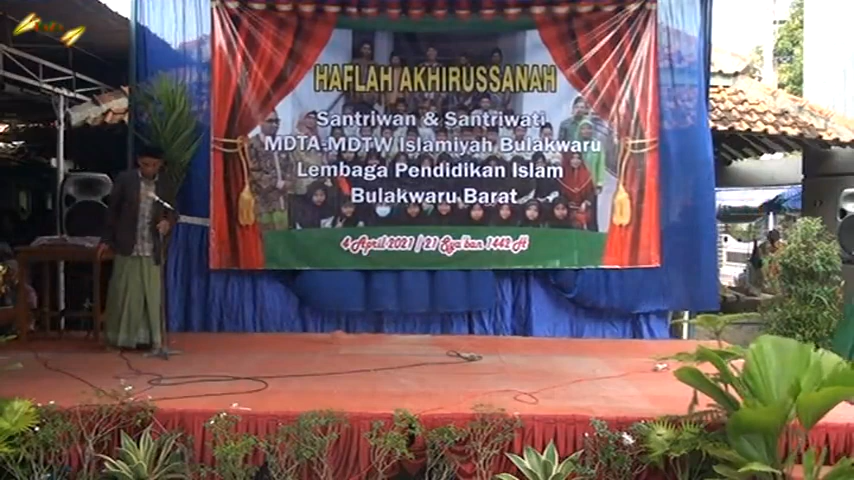 HAFLAH AKHIRUSSANAH
Santriwan & Santriwati
MDTA-MDTW Islamiyah Bulakwaru
Lembaga Pendidikan Islam
BULAKWARU BARAT
4 April 2021 / 21 Sya'ban 1442 H